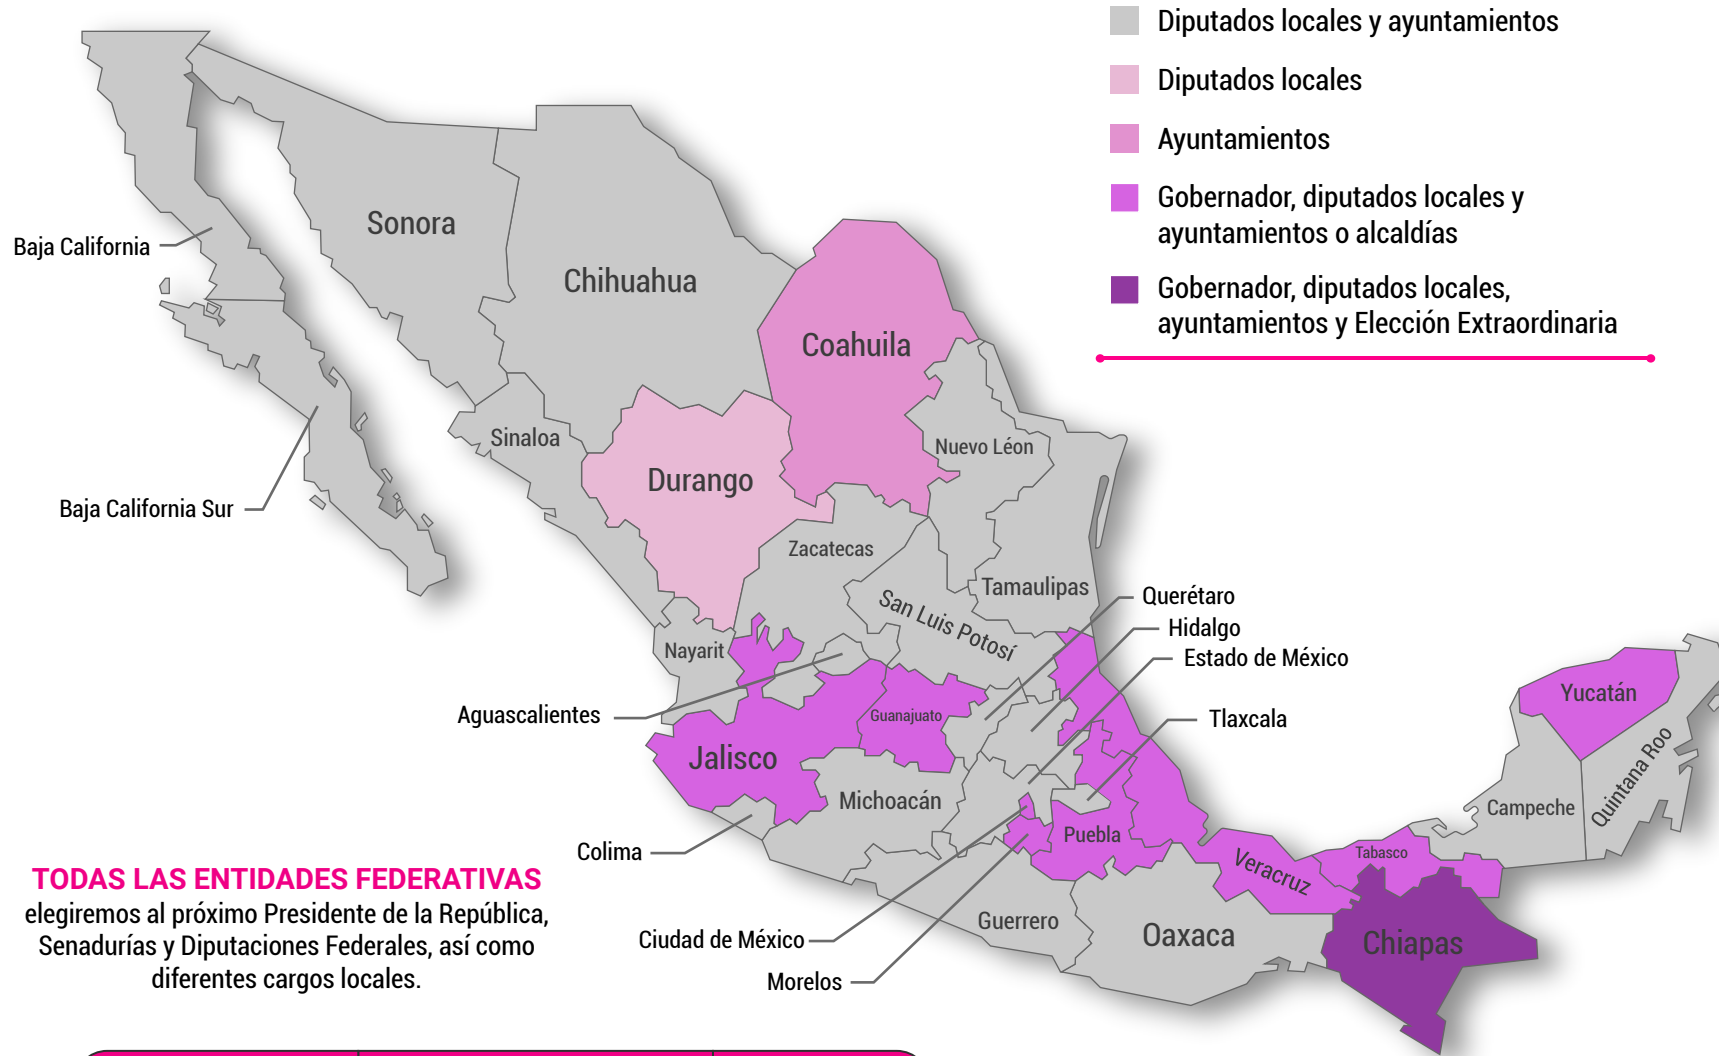 Diputados locales y ayuntamientos
Diputados locales
Ayuntamientos
Gobernador, diputados locales y
ayuntamientos o alcaldías
Gobernador, diputados locales,
ayuntamientos y Elección Extraordinaria
Baja California
Sonora
Chihuahua
Coahuila
Sinaloa
Nuevo Léon
Durango
Baja California Sur
Zacatecas
Tamaulipas
San Luis Potosí
Querétaro
Hidalgo
Estado de México
Nayarit
Aguascalientes
Guanajuato
Tlaxcala
Yucatán
Jalisco
Quintana Roo
Michoacán
Campeche
Puebla
Colima
Veracruz
Tabasco
TODAS LAS ENTIDADES FEDERATIVAS
elegiremos al próximo Presidente de la República,
Senadurías y Diputaciones Federales, así como
diferentes cargos locales.
Guerrero
Oaxaca
Chiapas
Ciudad de México
Morelos